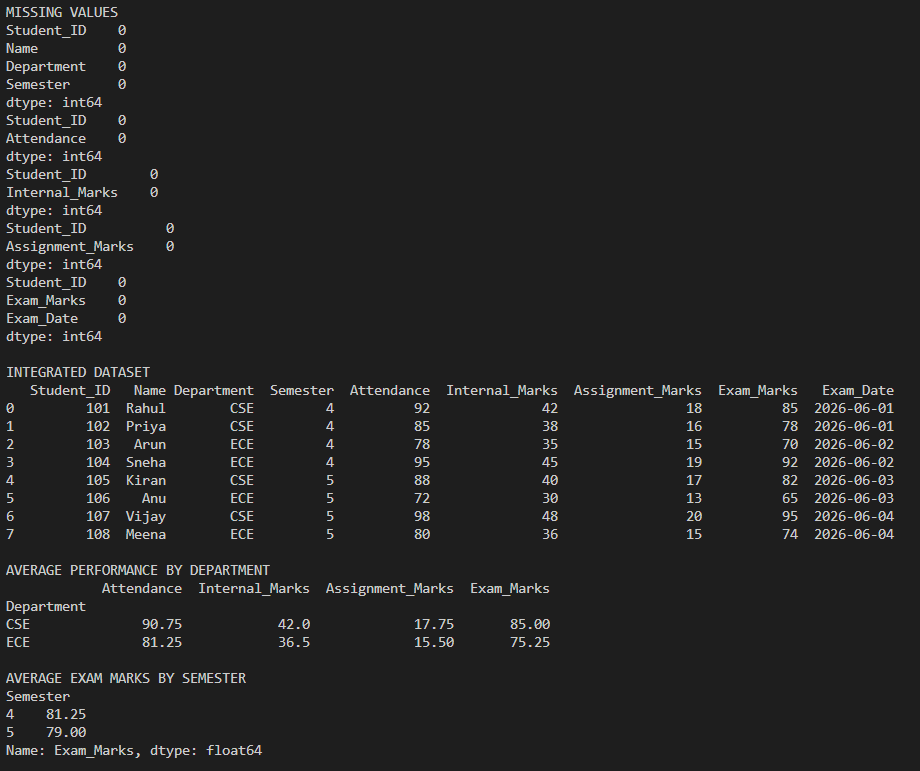 MISSING VALUES
Student_ID    0
Name          0
Department    0
Semester      0
dtype: int64
Student_ID    0
Attendance    0
dtype: int64
Student_ID        0
Internal_Marks    0
dtype: int64
Student_ID          0
Assignment_Marks    0
dtype: int64
Student_ID    0
Exam_Marks    0
Exam_Date     0
dtype: int64

INTEGRATED DATASET
   Student_ID   Name Department  Semester  Attendance  Internal_Marks  Assignment_Marks  Exam_Marks   Exam_Date
0         101  Rahul        CSE         4          92              42                18          85  2026-06-01
1         102  Priya        CSE         4          85              38                16          78  2026-06-01
2         103   Arun        ECE         4          78              35                15          70  2026-06-02
3         104  Sneha        ECE         4          95              45                19          92  2026-06-02
4         105  Kiran        CSE         5          88              40                17          82  2026-06-03
5         106    Anu        ECE         5          72              30                13          65  2026-06-03
6         107  Vijay        CSE         5          98              48                20          95  2026-06-04
7         108  Meena        ECE         5          80              36                15          74  2026-06-04

AVERAGE PERFORMANCE BY DEPARTMENT
            Attendance  Internal_Marks  Assignment_Marks  Exam_Marks
Department
CSE              90.75            42.0             17.75       85.00
ECE              81.25            36.5             15.50       75.25

AVERAGE EXAM MARKS BY SEMESTER
Semester
4    81.25
5    79.00
Name: Exam_Marks, dtype: float64